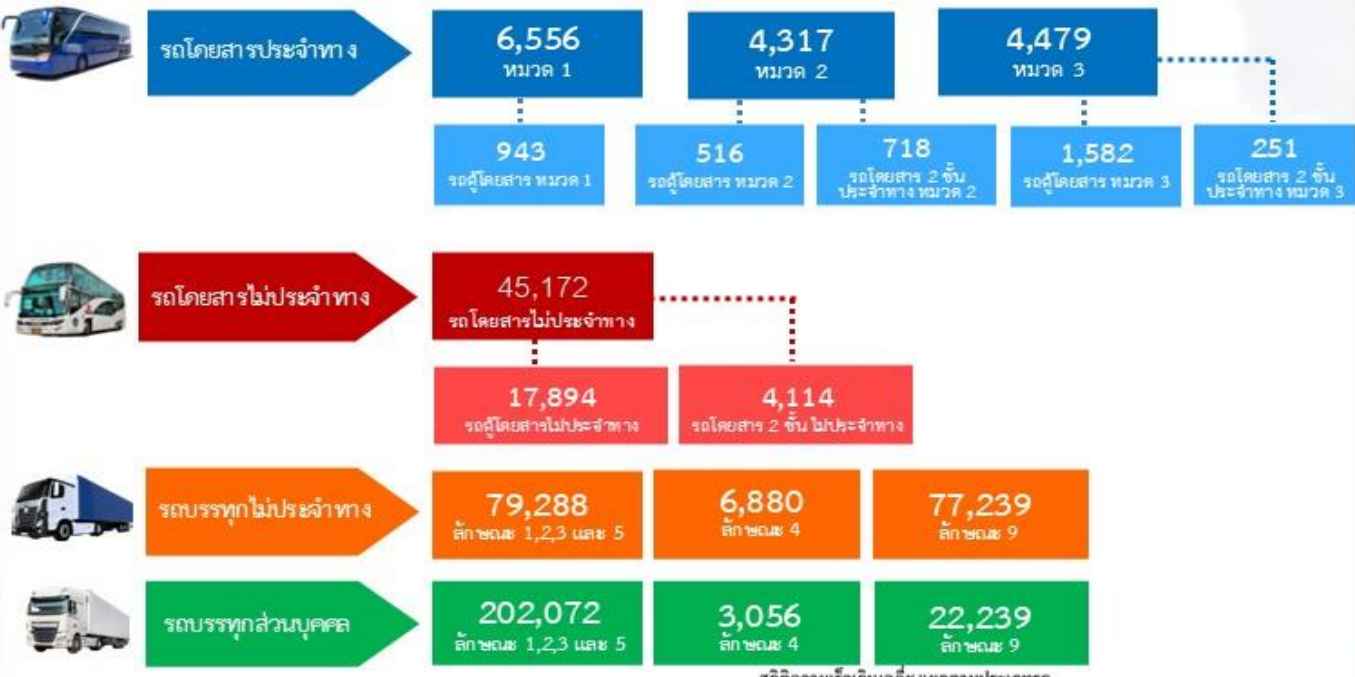 รถโดยสารประจำทาง
6,556
หมวด 1
4,317
หมวด 2
4,479
หมวด 3
943
รถตู้โดยสาร หมวด 1
516
รถตู้โดยสาร หมวด 2
718
รถโดยสาร 2 ชั้น
ประจำทาง หมวด 2
1,582
รถตู้โดยสาร หมวด 3
251
รถโดยสาร 2 ชั้น
ประจำทาง หมวด 3
รถโดยสารไม่ประจำทาง
45,172
รถโดยสารไม่ประจำทาง
17,894
รถตู้โดยสารไม่ประจำทาง
4,114
รถโดยสาร 2 ชั้น ไม่ประจำทาง
รถบรรทุกไม่ประจำทาง
79,288
ลักษณะ 1,2,3 และ 5
6,880
ลักษณะ 4
77,239
ลักษณะ 9
รถบรรทุกส่วนบุคคล
202,072
ลักษณะ 1,2,3 และ 5
3,056
ลักษณะ 4
22,239
ลักษณะ 9